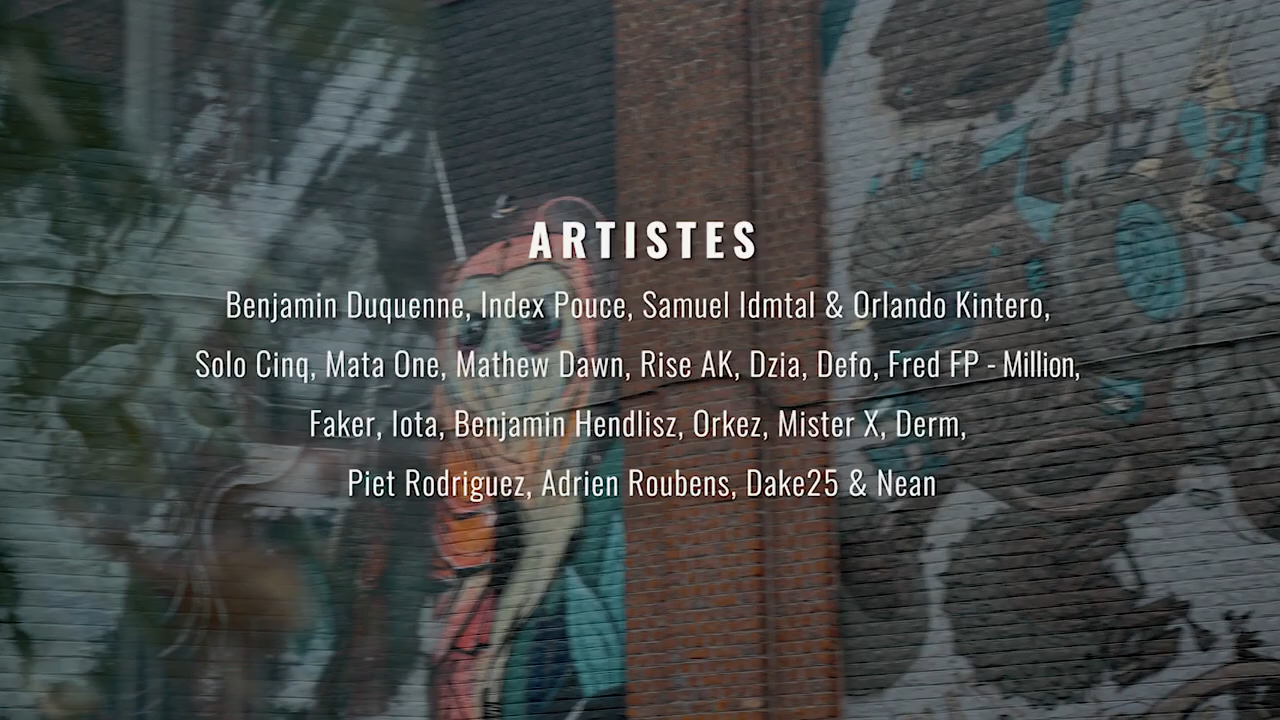 ARTISTES
Benjamin Duquenne, Index Pouce, Samuel Idmtal & Orlando Kintero,
Solo Cinq, Mata One, Mathew Dawn, Rise AK, Dzia, Defo, Fred FP - Million,
Faker, Iota, Benjamin Hendlisz, Orkez, Mister X, Derm,
Piet Rodriguez, Adrien Roubens, Dake25 & Nean